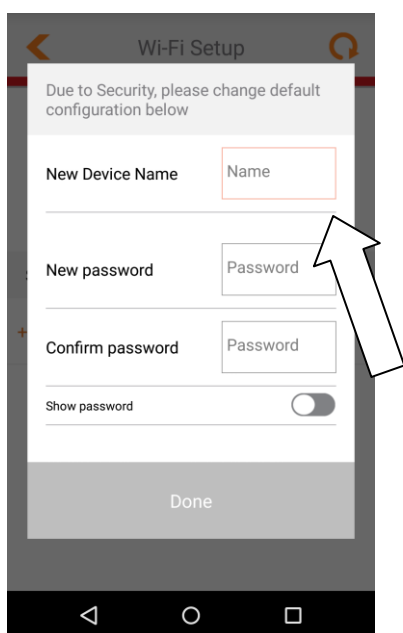 Wi-Fi Setup
Due to Security, please change default
configuration below
New Device Name Name
New password Password
Confirm password Password
Show password
Done